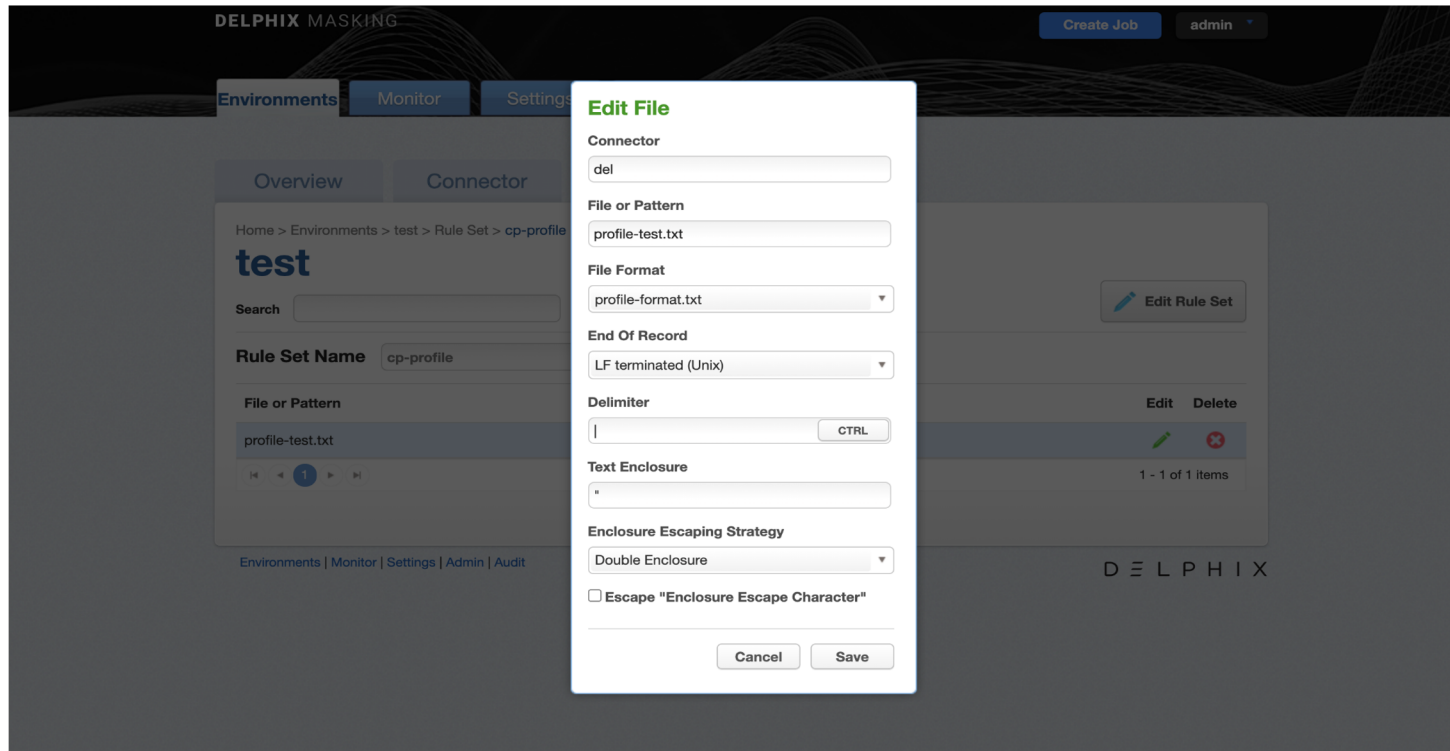 DELPHIX MASKING
Create Job
admin
Environments
Monitor
Settings
Overview
Connector
Home > Environments > test > Rule Set > cp-profile
test
Search
Edit Rule Set
Rule Set Name
cp-profile
File or Pattern
Edit
Delete
profile-test.txt
1
1 - 1 of 1 items
Environments | Monitor | Settings | Admin | Audit
DELPHIX
Edit File
Connector
del
File or Pattern
profile-test.txt
File Format
profile-format.txt
End Of Record
LF terminated (Unix)
Delimiter
|
CTRL
Text Enclosure
"
Enclosure Escaping Strategy
Double Enclosure
Escape "Enclosure Escape Character"
Cancel
Save